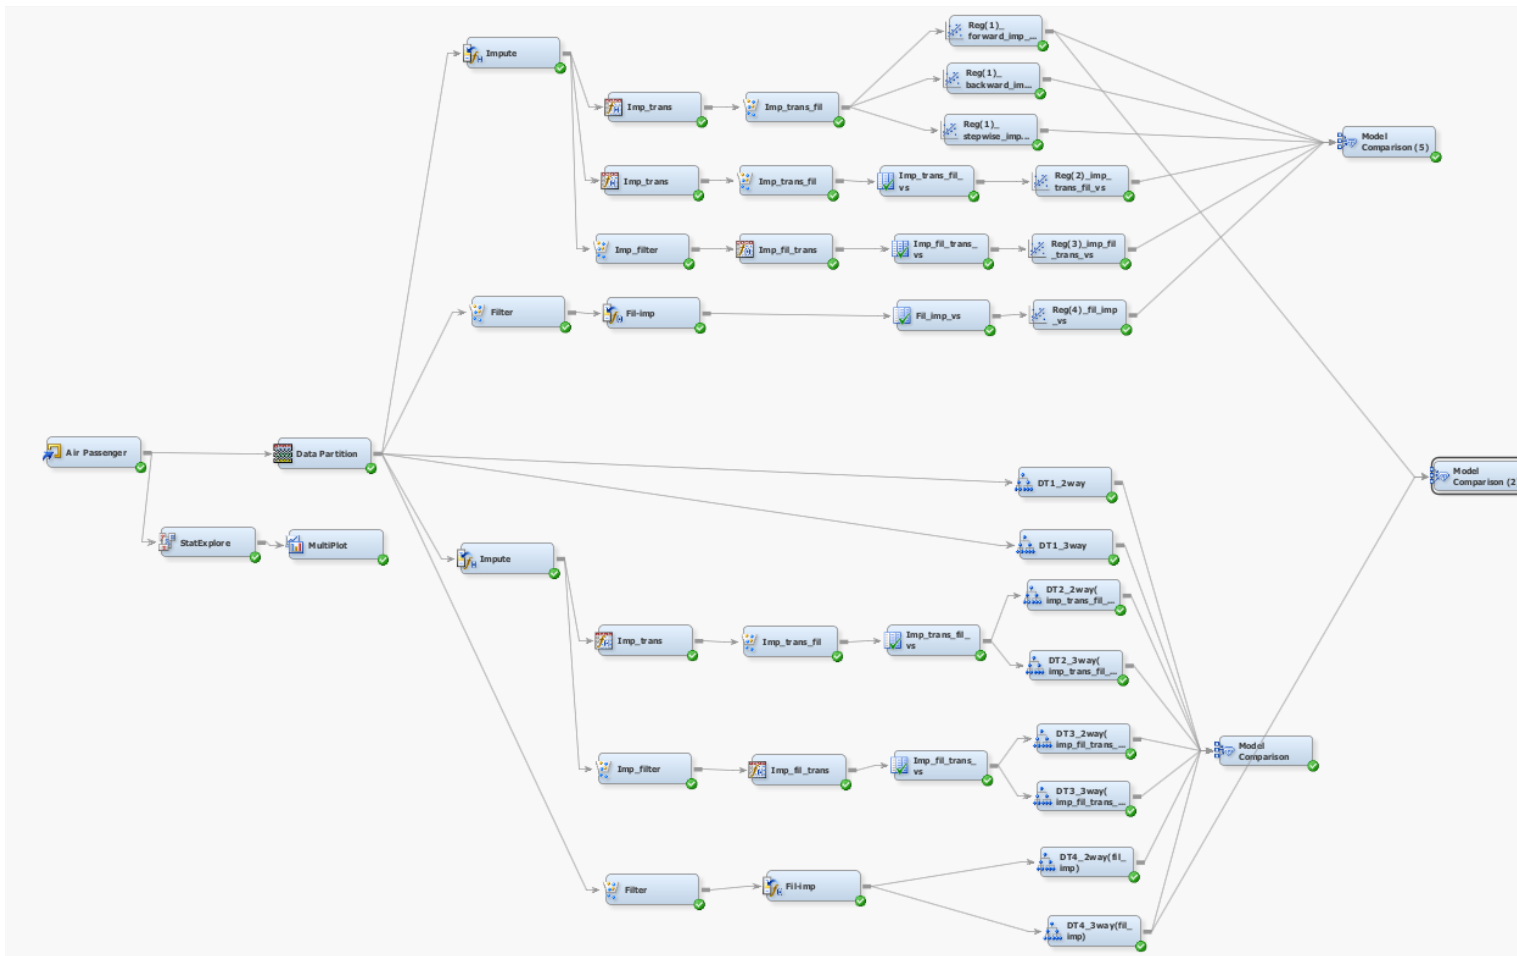 Impute
Reg(1)_
forward_imp_...
Reg(1)_
backward_im...
Reg(1)_
stepwise_imp...
Imp_trans
Imp_trans_fil
Model
Comparison (5)
Imp_trans
Imp_trans_fil
Imp_trans_fil_
vs
Reg(2)_imp_
trans_fil_vs
Imp_filter
Imp_fil_trans
Imp_fil_trans_
vs
Reg(3)_imp_fil
_trans_vs
Filter
Fil-imp
Fil_imp_vs
Reg(4)_fil_imp
_vs
Air Passenger
Data Partition
StatExplore
MultiPlot
DT1_2way
DT1_3way
Model
Comparison (2
Impute
DT2_2way(
imp_trans_fil_...
Imp_trans
Imp_trans_fil
Imp_trans_fil_
vs
DT2_3way(
imp_trans_fil_...
Imp_filter
Imp_fil_trans
Imp_fil_trans_
vs
DT3_2way(
imp_fil_trans_...
DT3_3way(
imp_fil_trans_...
Model
Comparison
Filter
Fil-imp
DT4_2way(fil_
imp)
DT4_3way(fil_
imp)